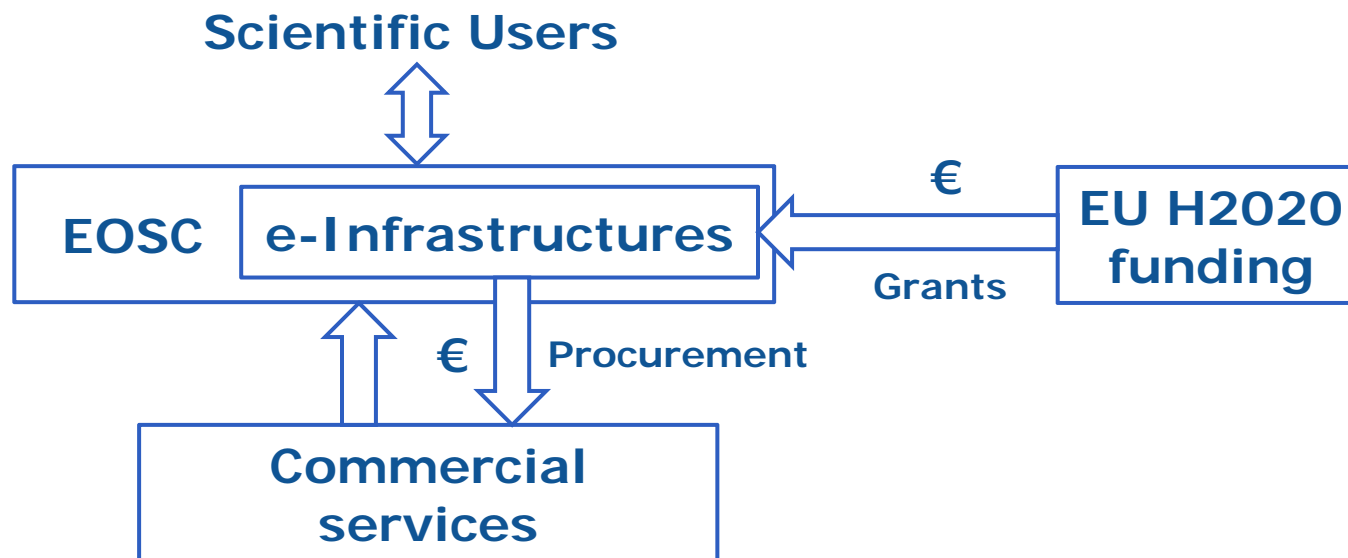 Scientific Users
€
EOSC
e-Infrastructures
EU H2020
funding
Grants
€
Procurement
Commercial
services